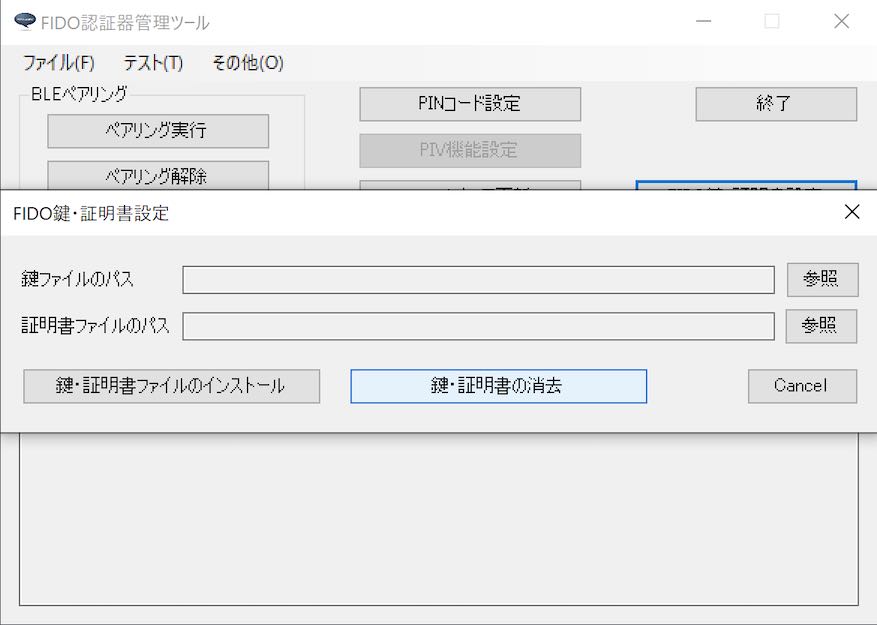 FIDO認証器管理ツール
ファイル(F) テスト(T) その他(O)
BLEペアリング
PINコード設定
終了
ペアリング実行
PIV機能設定
ペアリング解除
FIDO鍵・証明書設定
鍵ファイルのパス
参照
証明書ファイルのパス
参照
鍵・証明書ファイルのインストール
鍵・証明書の消去
Cancel